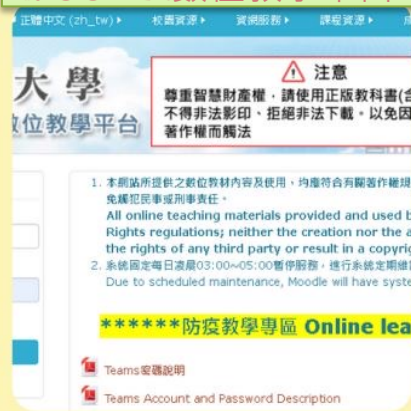 正體中文 (zh_tw)
校園資源
資網服務
課程資源
大學
位教學平台
注意
尊重智慧財產權，請使用正版教科書(含
不得非法影印、拒絕非法下載。以免因
著作權而觸法
1. 本網站所提供之數位教材內容及使用，均應符合有關著作權規
免觸犯民事或刑事責任。
All online teaching materials provided and used b
Rights regulations; neither the creation nor the a
the rights of any third party or result in a copyrig
2. 系統固定每日凌晨03:00~05:00暫停服務，進行系統定期維
Due to scheduled maintenance, Moodle will have syste
******防疫教學專區 Online lea
Teams密碼說明
Teams Account and Password Description